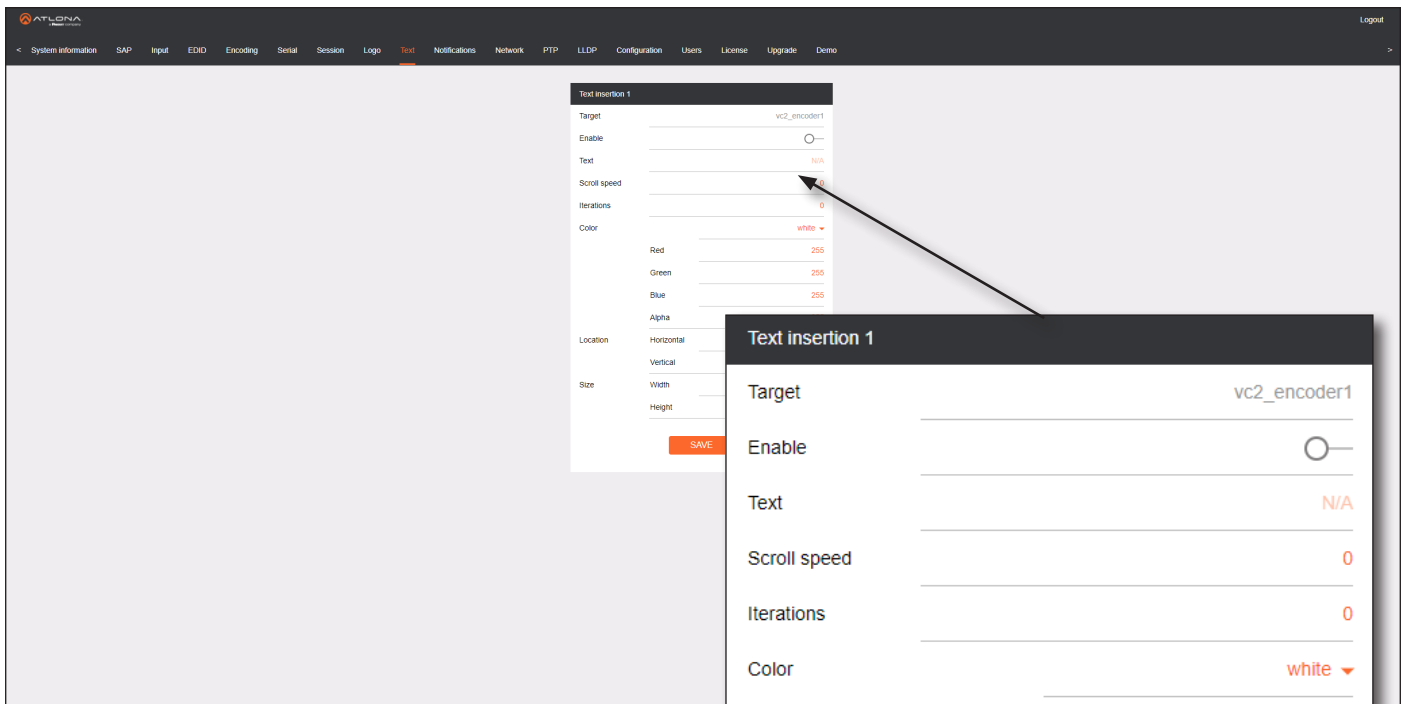 ATLONA
Logout
< System information SAP Input EDID Encoding Serial Session Logo Text Notifications Network PTP LLDP Configuration Users License Upgrade Demo >
Text insertion 1
Target vc2_encoder1
Enable
Text N/A
Scroll speed 0
Iterations 0
Color white
Red 255
Green 255
Blue 255
Alpha
Location Horizontal
Vertical
Size Width
Height
SAVE
Text insertion 1
Target vc2_encoder1
Enable
Text N/A
Scroll speed 0
Iterations 0
Color white